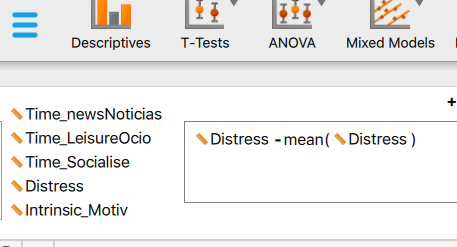 Descriptives T-Tests ANOVA Mixed Models
+
Time_newsNoticias
Time_LeisureOcio
Time_Socialise
Distress
Intrinsic_Motiv
Distress - mean( Distress )